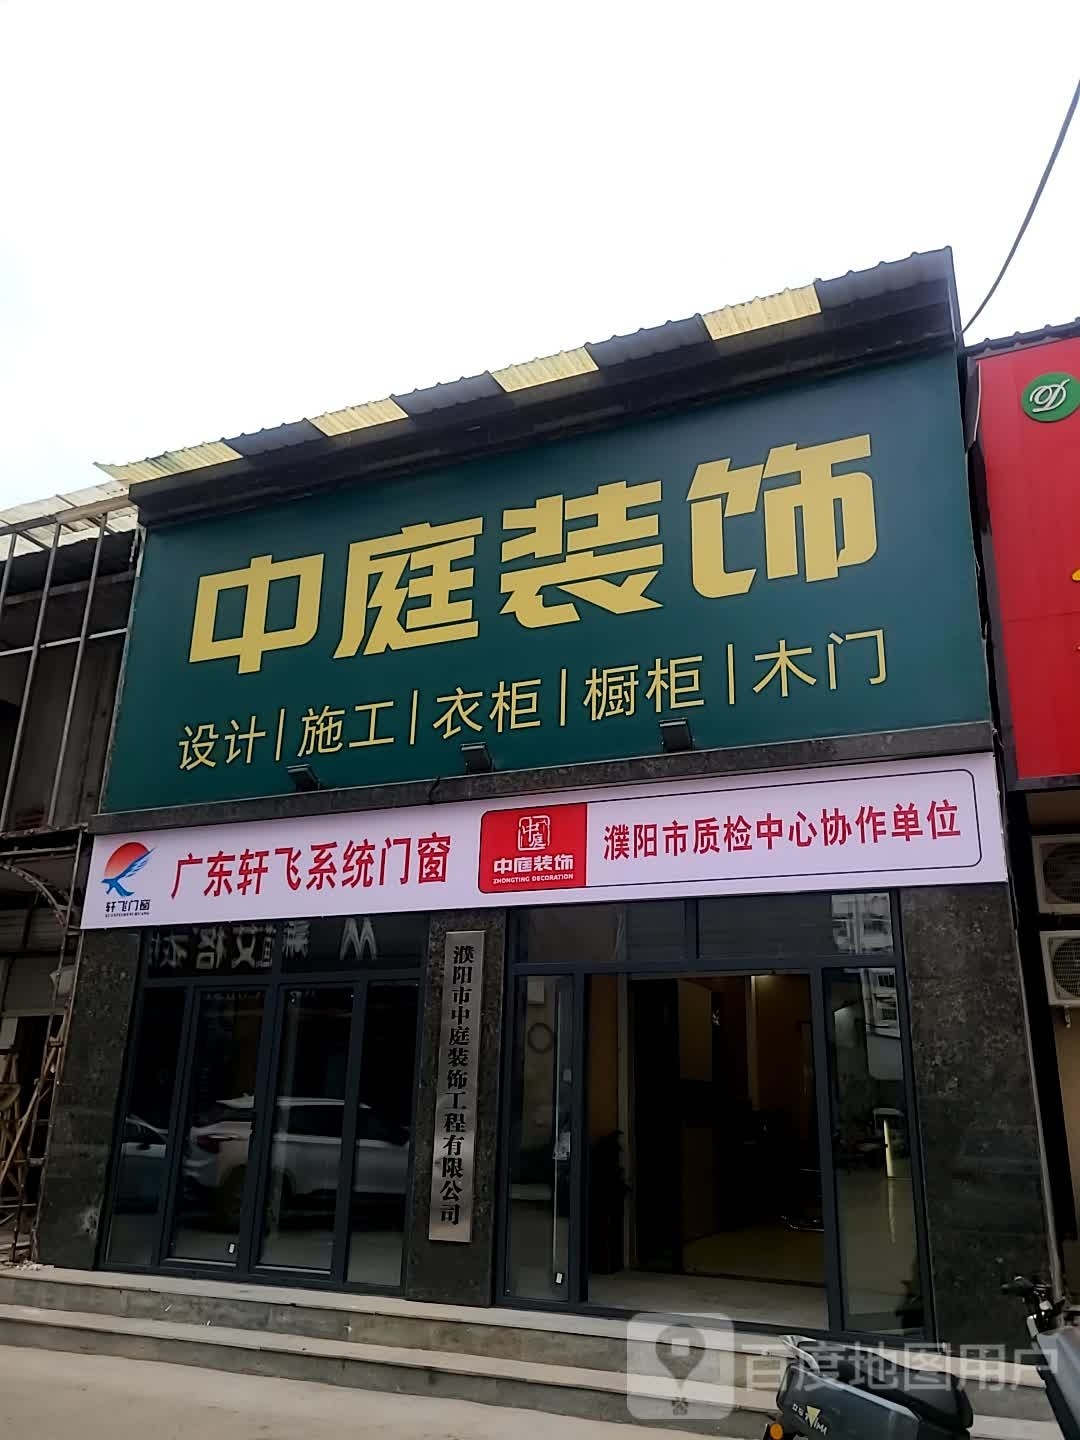 中庭装饰
设计|施工|衣柜|橱柜|木门
轩飞门窗
广东轩飞系统门窗
中庭
中庭装饰
ZHONGTING DECORATION
濮阳市质检中心协作单位
濮阳市中庭装饰工程有限公司
百度地图用户